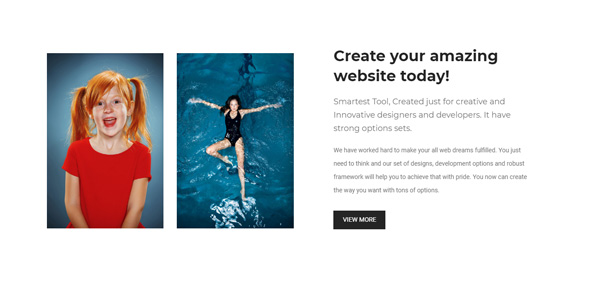 Create your amazing
website today!
Smartest Tool, Created just for creative and
Innovative designers and developers. It have
strong options sets.
We have worked hard to make your all web dreams fulfilled. You just
need to think and our set of designs, development options and robust
framework will help you to achieve that with pride. You now can create
the way you want with tons of options.
VIEW MORE